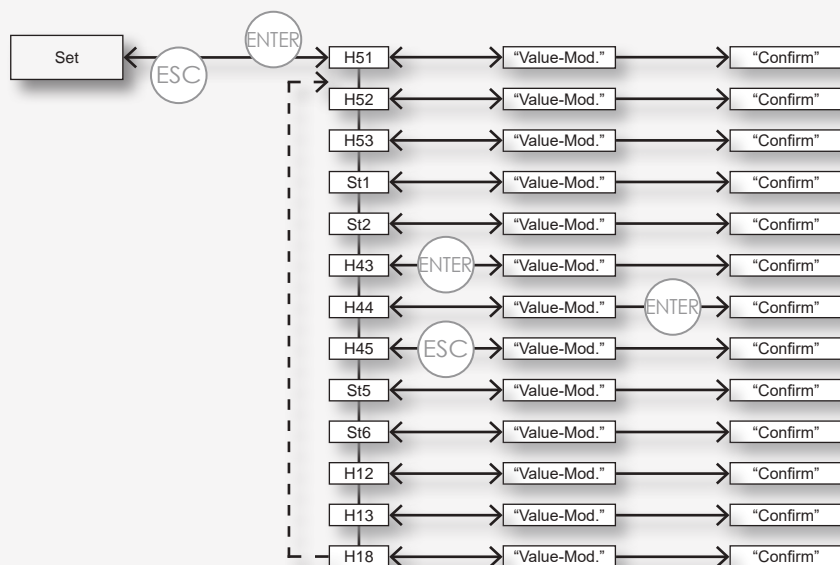 ENTER
Set H51 “Value-Mod.” “Confirm”
ESC
H52 “Value-Mod.” “Confirm”
H53 “Value-Mod.” “Confirm”
St1 “Value-Mod.” “Confirm”
St2 “Value-Mod.” “Confirm”
H43 ENTER “Value-Mod.” “Confirm”
H44 “Value-Mod.” ENTER “Confirm”
H45 ESC “Value-Mod.” “Confirm”
St5 “Value-Mod.” “Confirm”
St6 “Value-Mod.” “Confirm”
H12 “Value-Mod.” “Confirm”
H13 “Value-Mod.” “Confirm”
H18 “Value-Mod.” “Confirm”